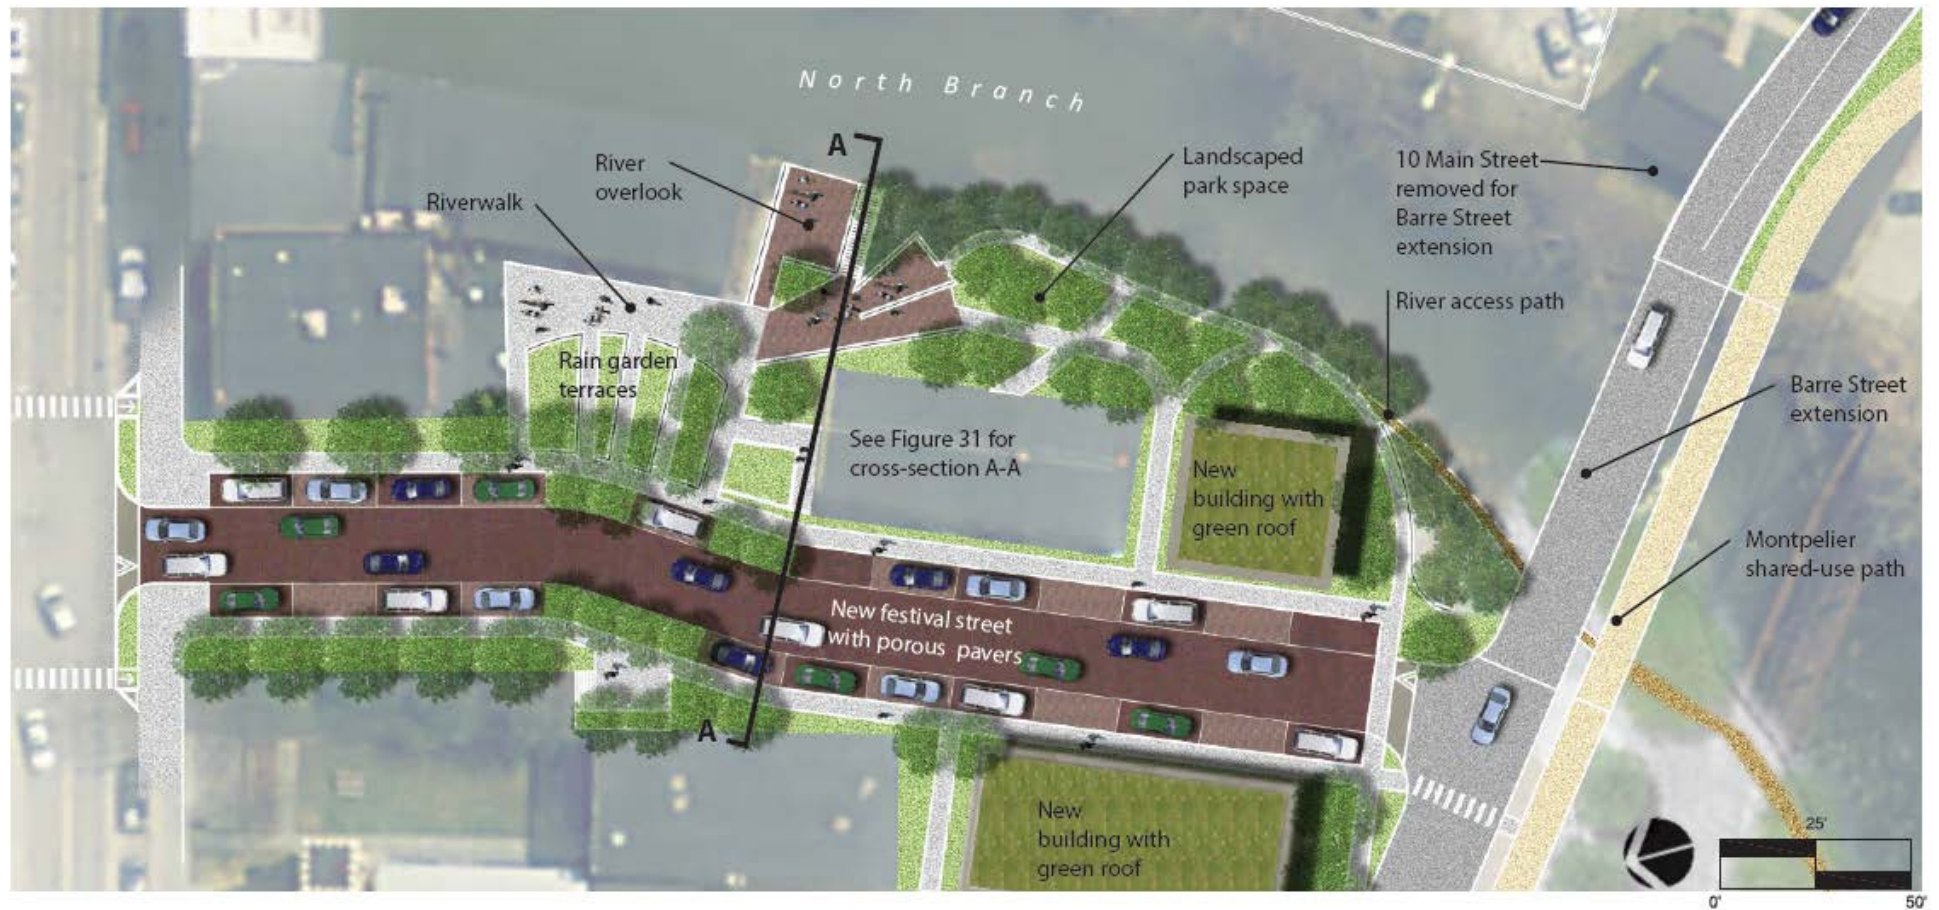 North Branch
A
River
overlook
Riverwalk
Landscaped
park space
10 Main Street
removed for
Barre Street
extension
River access path
Rain garden
terraces
Barre Street
extension
See Figure 31 for
cross-section A-A
New
building with
green roof
Montpelier
shared-use path
New festival street
with porous pavers
A
New
building with
green roof
25'
0'
50'